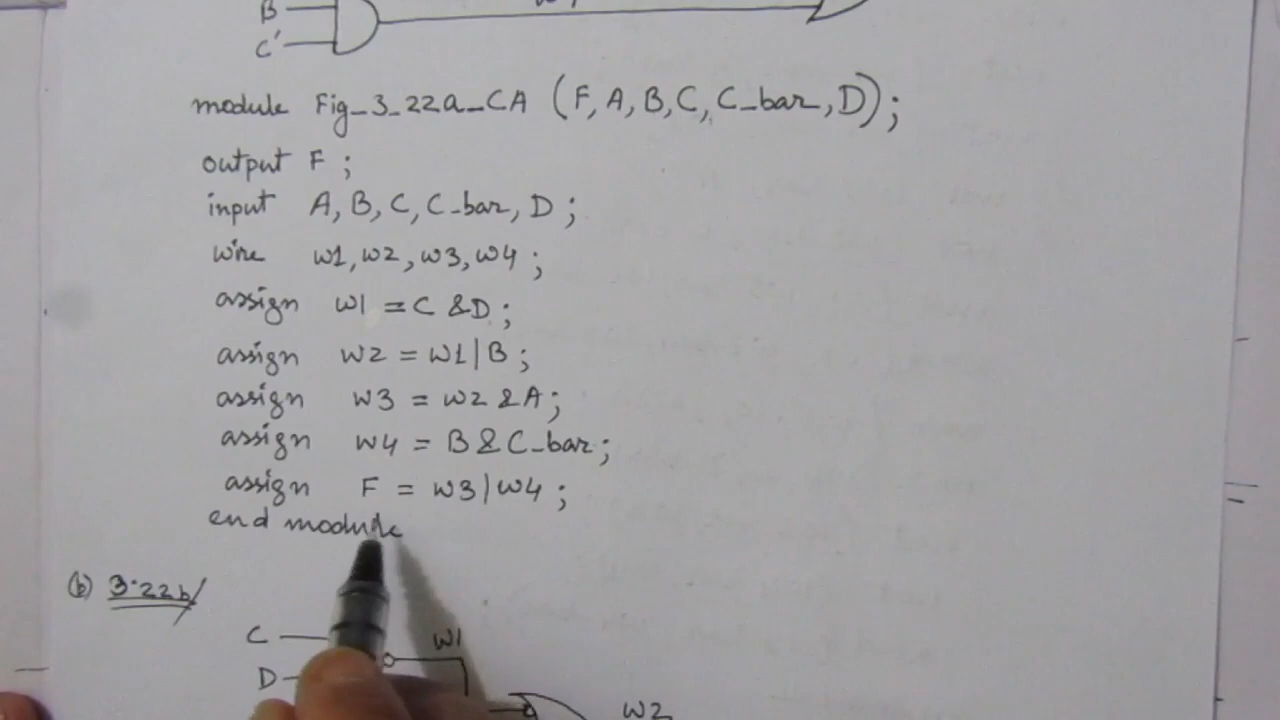 B
C'
module Fig_3_22a_CA (F, A, B, C, C_bar, D);
output F ;
input A, B, C, C_bar, D ;
wire w1, w2, w3, w4 ;
assign w1 = C & D ;
assign w2 = w1 | B ;
assign w3 = w2 & A ;
assign w4 = B & C_bar ;
assign F = w3 | w4 ;
end module
(b) 3.22b/
C
W1
D
W2